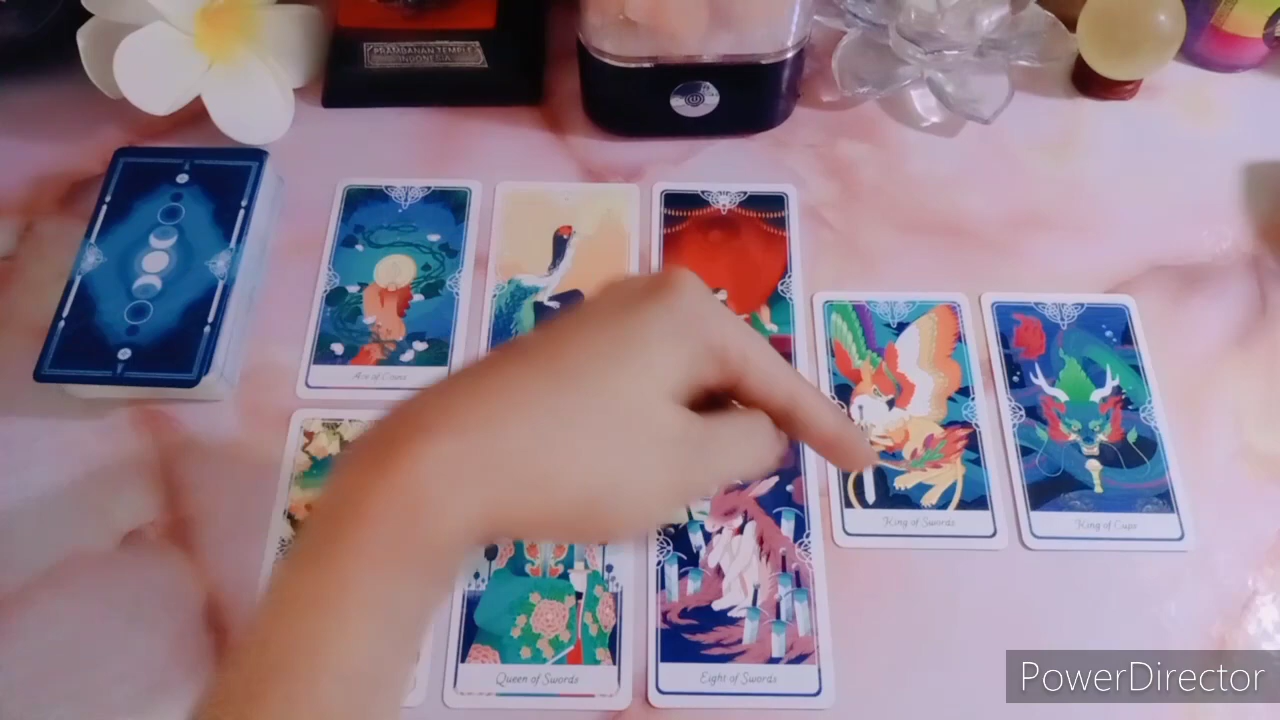 PRAMBANAN TEMPLE
INDONESIA
Ace of Coins
King of Swords
King of Cups
Queen of Swords
Eight of Swords
PowerDirector